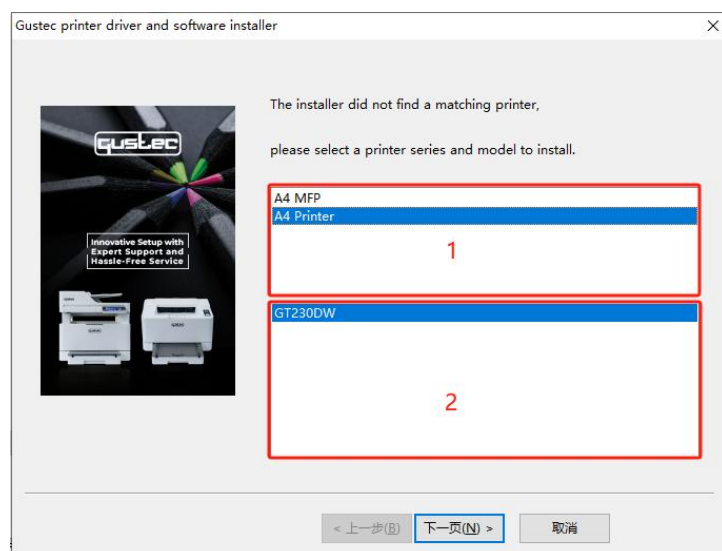 Gustec printer driver and software installer
The installer did not find a matching printer,
please select a printer series and model to install.
gustec
Innovative Setup with
Expert Support and
Hassle-Free Service
A4 MFP
A4 Printer
1
GT230DW
2
< 上一步(B)
下一页(N) >
取消